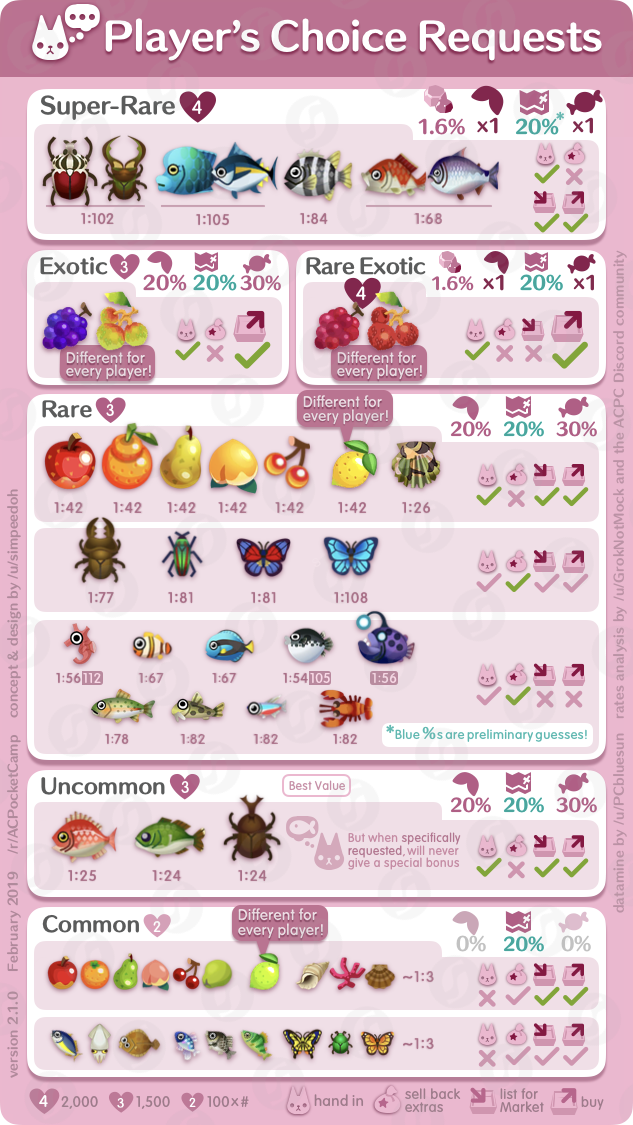 Player's Choice Requests
Super-Rare 4
1.6% x1 20%* x1
1:102 1:105 1:84 1:68
Exotic 3
20% 20% 30%
Different for
every player!
Rare Exotic
4
1.6% x1 20% x1
Different for
every player!
Rare 3
Different for
every player!
20% 20% 30%
1:42 1:42 1:42 1:42 1:42 1:42 1:26
1:77 1:81 1:81 1:108
1:56 112 1:67 1:67 1:54 105 1:56
1:78 1:82 1:82 1:82
*Blue %s are preliminary guesses!
Uncommon 3
Best Value
20% 20% 30%
1:25 1:24 1:24
But when specifically
requested, will never
give a special bonus
Common 2
Different for
every player!
0% 20% 0%
~1:3
~1:3
4 2,000 3 1,500 2 100x#
hand in
sell back
extras
list for
Market
buy
version 2.1.0 February 2019 /r/ACPocketCamp concept & design by /u/simpeedoh
datamine by /u/PCbluesun rates analysis by /u/GrokNotMock and the ACPC Discord community